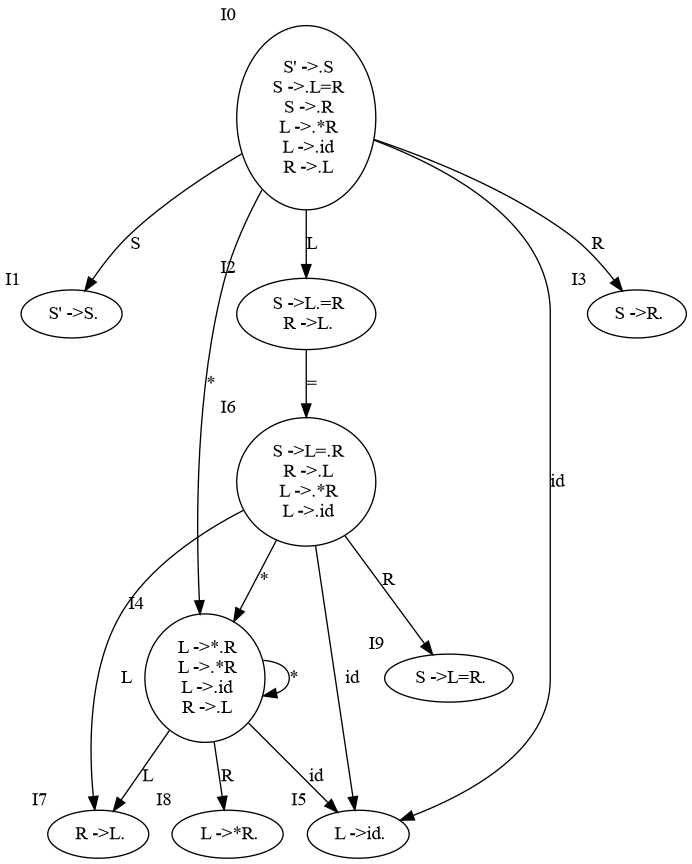 I0
S' ->.S
S ->.L=R
S ->.R
L ->.*R
L ->.id
R ->.L
S
I2
L
R
I1
I3
S' ->S.
S ->L.=R
R ->L.
S ->R.
*
=
I6
S ->L=.R
R ->.L
L ->.*R
L ->.id
id
*
R
I4
I9
L ->*.R
L ->.*R
L ->.id
R ->.L
L
*
id
S ->L=R.
L
R
id
I7
I8
I5
R ->L.
L ->*R.
L ->id.